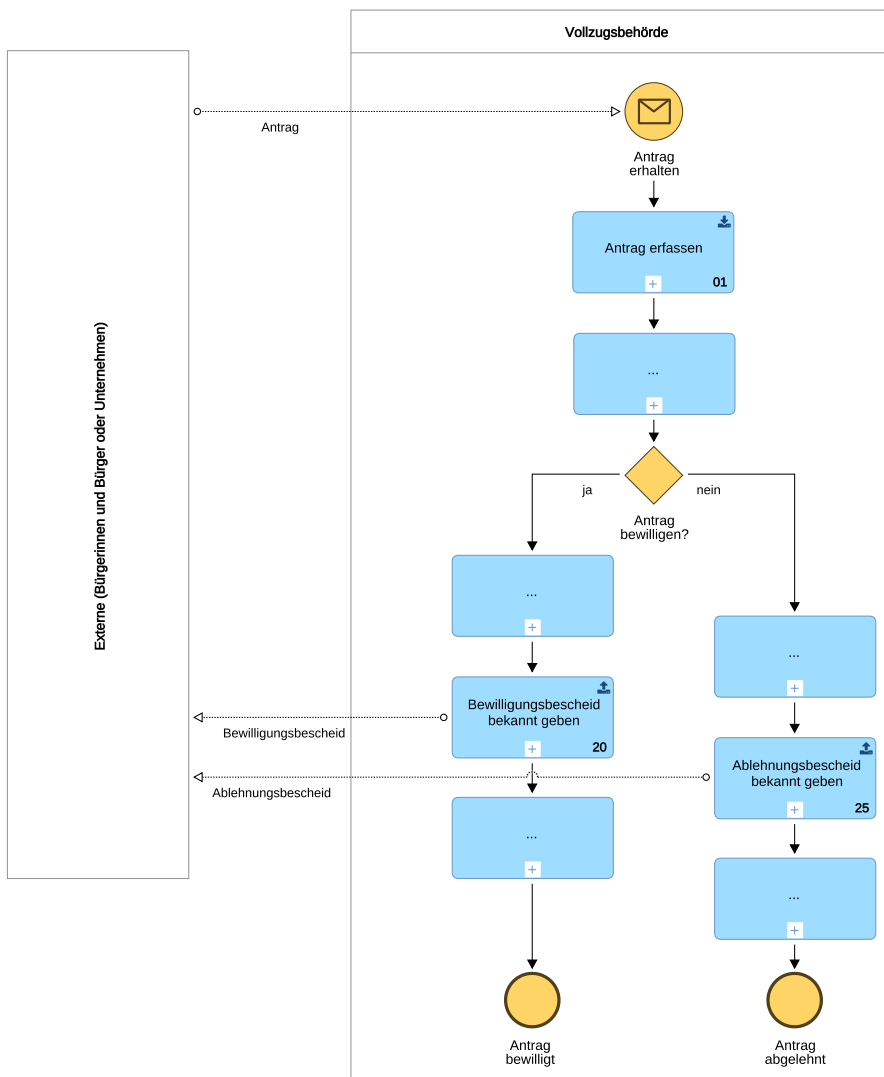 Vollzugsbehörde
Externe (Bürgerinnen und Bürger oder Unternehmen)
Antrag
Antrag
erhalten
Antrag erfassen
01
...
Antrag
bewilligen?
ja
nein
...
...
Bewilligungsbescheid
bekannt geben
20
Bewilligungsbescheid
Ablehnungsbescheid
bekannt geben
25
Ablehnungsbescheid
...
...
Antrag
bewilligt
Antrag
abgelehnt